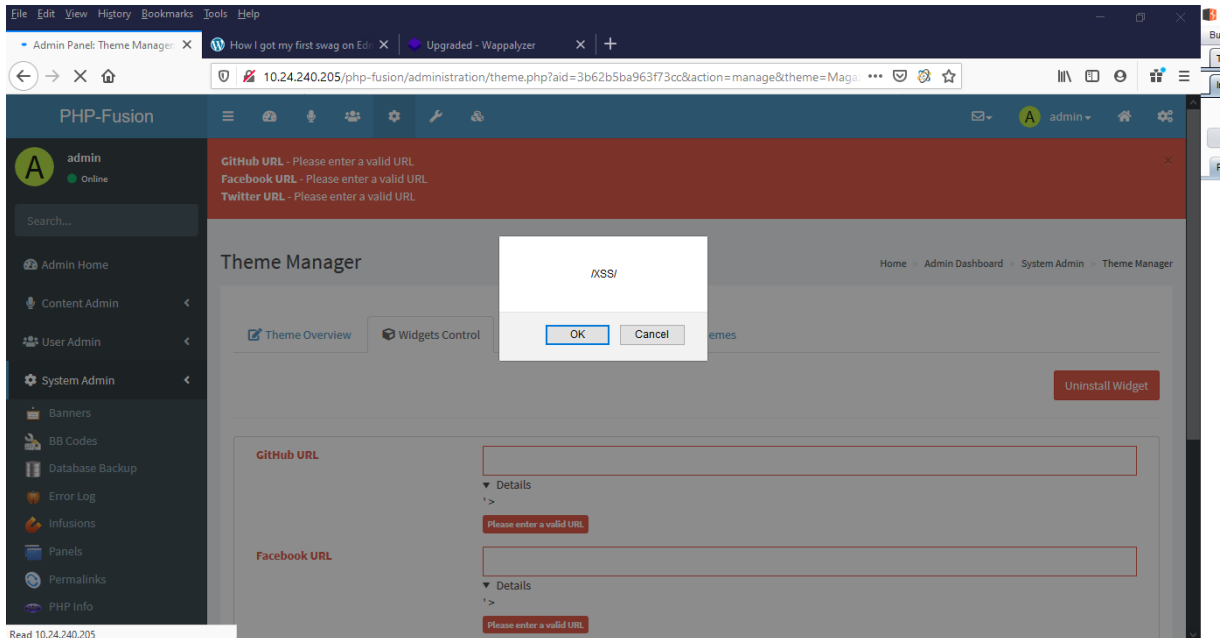 File Edit View History Bookmarks Tools Help
Admin Panel: Theme Manager
How I got my first swag on Edm
Upgraded - Wappalyzer
10.24.240.205/php-fusion/administration/theme.php?aid=3b62b5ba963f73cc&action=manage&theme=Maga
PHP-Fusion
A admin
A
admin
Online
GitHub URL - Please enter a valid URL
Facebook URL - Please enter a valid URL
Twitter URL - Please enter a valid URL
Search...
Theme Manager
Home > Admin Dashboard > System Admin > Theme Manager
/XSS/
OK Cancel
Admin Home
Content Admin
User Admin
System Admin
Banners
BB Codes
Database Backup
Error Log
Infusions
Panels
Permalinks
PHP Info
Theme Overview
Widgets Control
emes
Uninstall Widget
GitHub URL
▼ Details
'>
Please enter a valid URL
Facebook URL
▼ Details
'>
Please enter a valid URL
Read 10.24.240.205
Bu